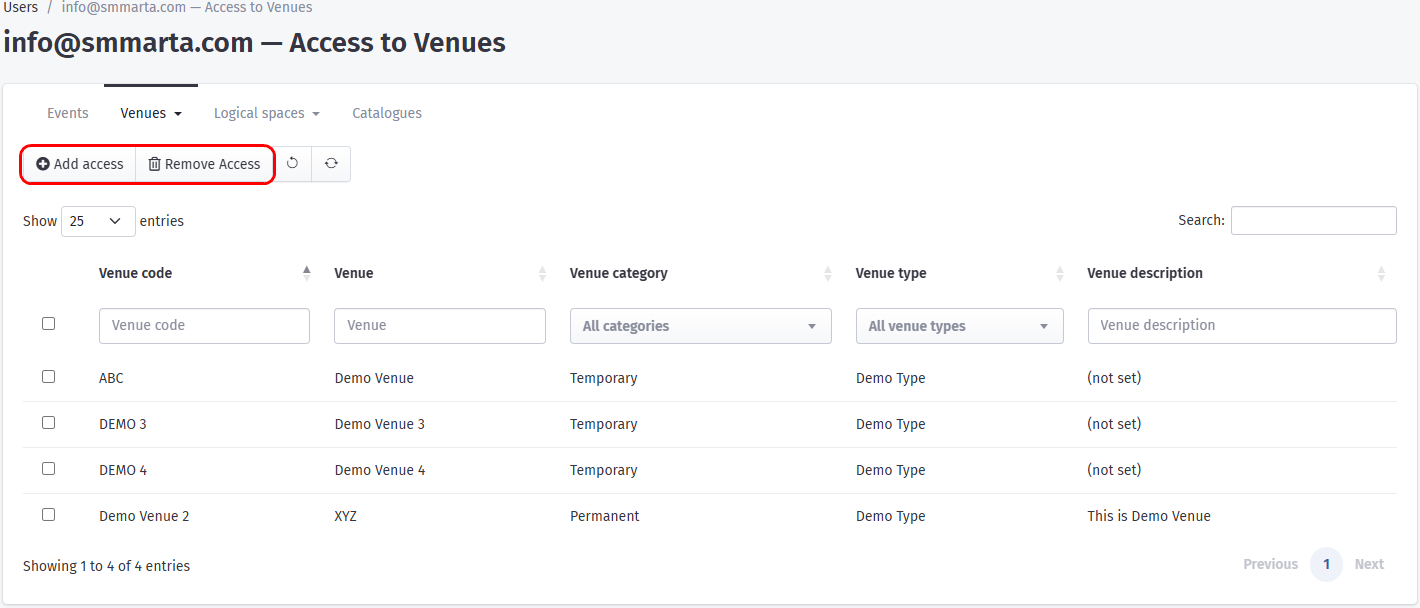 Users / info@smmarta.com — Access to Venues
info@smmarta.com — Access to Venues
Events Venues Logical spaces Catalogues
Add access Remove Access
Show 25 entries Search:
Venue code Venue Venue category Venue type Venue description
Venue code Venue All categories All venue types Venue description
ABC Demo Venue Temporary Demo Type (not set)
DEMO 3 Demo Venue 3 Temporary Demo Type (not set)
DEMO 4 Demo Venue 4 Temporary Demo Type (not set)
Demo Venue 2 XYZ Permanent Demo Type This is Demo Venue
Showing 1 to 4 of 4 entries Previous 1 Next